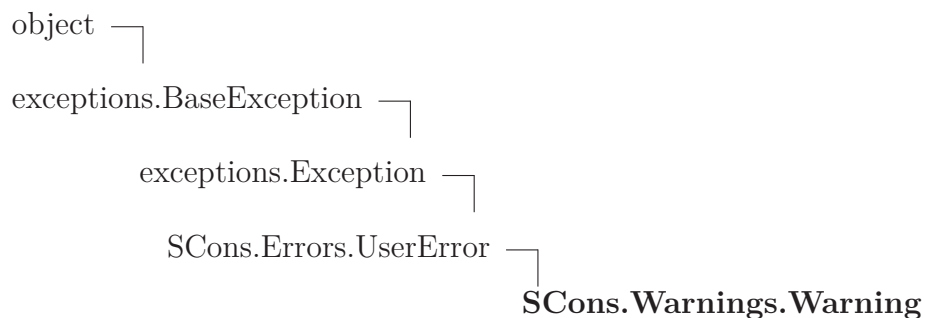 object
exceptions.BaseException
exceptions.Exception
SCons.Errors.UserError
SCons.Warnings.Warning